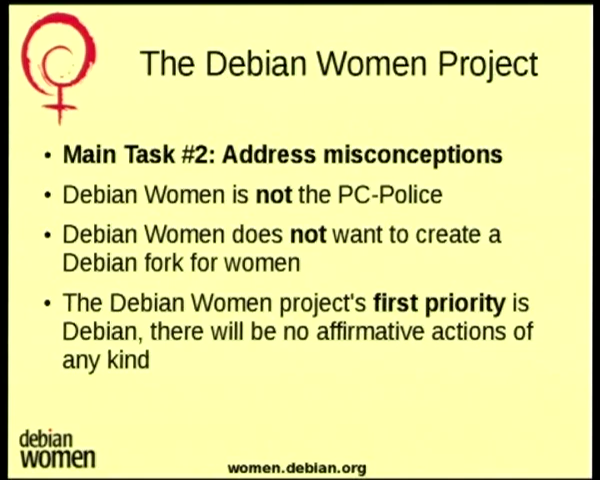 The Debian Women Project
• Main Task #2: Address misconceptions
• Debian Women is not the PC-Police
• Debian Women does not want to create a
Debian fork for women
• The Debian Women project's first priority is
Debian, there will be no affirmative actions of
any kind
debian
women
women.debian.org